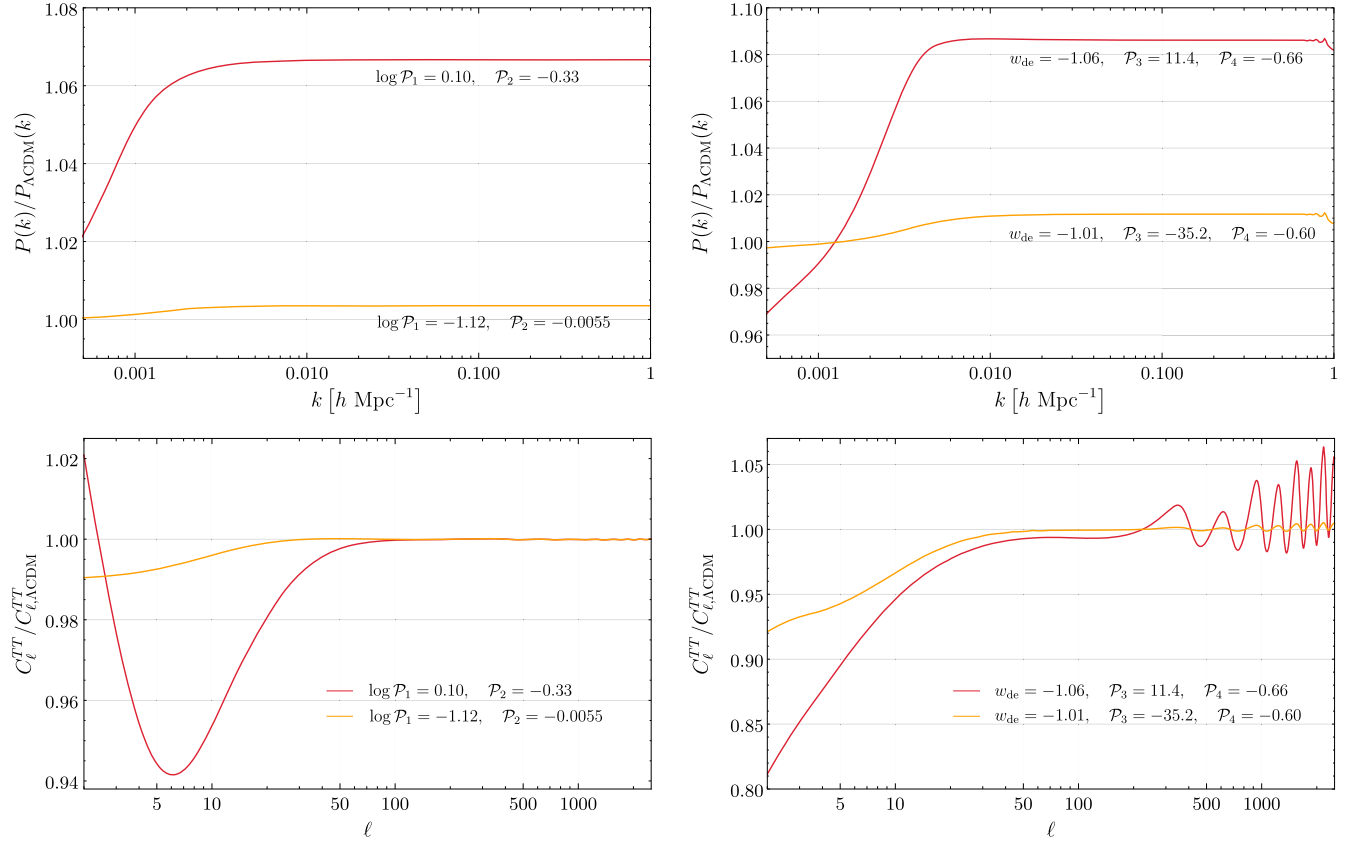 1.08
1.06
1.04
1.02
1.00
P(k)/P_ΛCDM(k)
log 𝒫₁ = 0.10, 𝒫₂ = −0.33
log 𝒫₁ = −1.12, 𝒫₂ = −0.0055
0.001 0.010 0.100 1
k [h Mpc⁻¹]
1.10
1.08
1.06
1.04
1.02
1.00
0.98
0.96
P(k)/P_ΛCDM(k)
w_de = −1.06, 𝒫₃ = 11.4, 𝒫₄ = −0.66
w_de = −1.01, 𝒫₃ = −35.2, 𝒫₄ = −0.60
0.001 0.010 0.100 1
k [h Mpc⁻¹]
1.02
1.00
0.98
0.96
0.94
C_ℓ^TT/C_ℓ,ΛCDM^TT
log 𝒫₁ = 0.10, 𝒫₂ = −0.33
log 𝒫₁ = −1.12, 𝒫₂ = −0.0055
5 10 50 100 500 1000
ℓ
1.05
1.00
0.95
0.90
0.85
0.80
C_ℓ^TT/C_ℓ,ΛCDM^TT
w_de = −1.06, 𝒫₃ = 11.4, 𝒫₄ = −0.66
w_de = −1.01, 𝒫₃ = −35.2, 𝒫₄ = −0.60
5 10 50 100 500 1000
ℓ